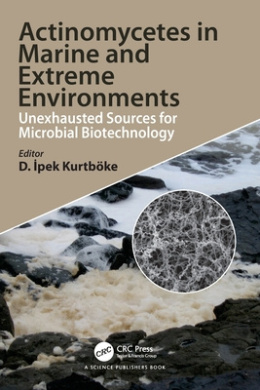 Actinomycetes in
Marine and
Extreme
Environments
Unexhausted Sources for
Microbial Biotechnology
Editor
D. İpek Kurtböke
CRC
CRC Press
Taylor & Francis Group
A SCIENCE PUBLISHERS BOOK